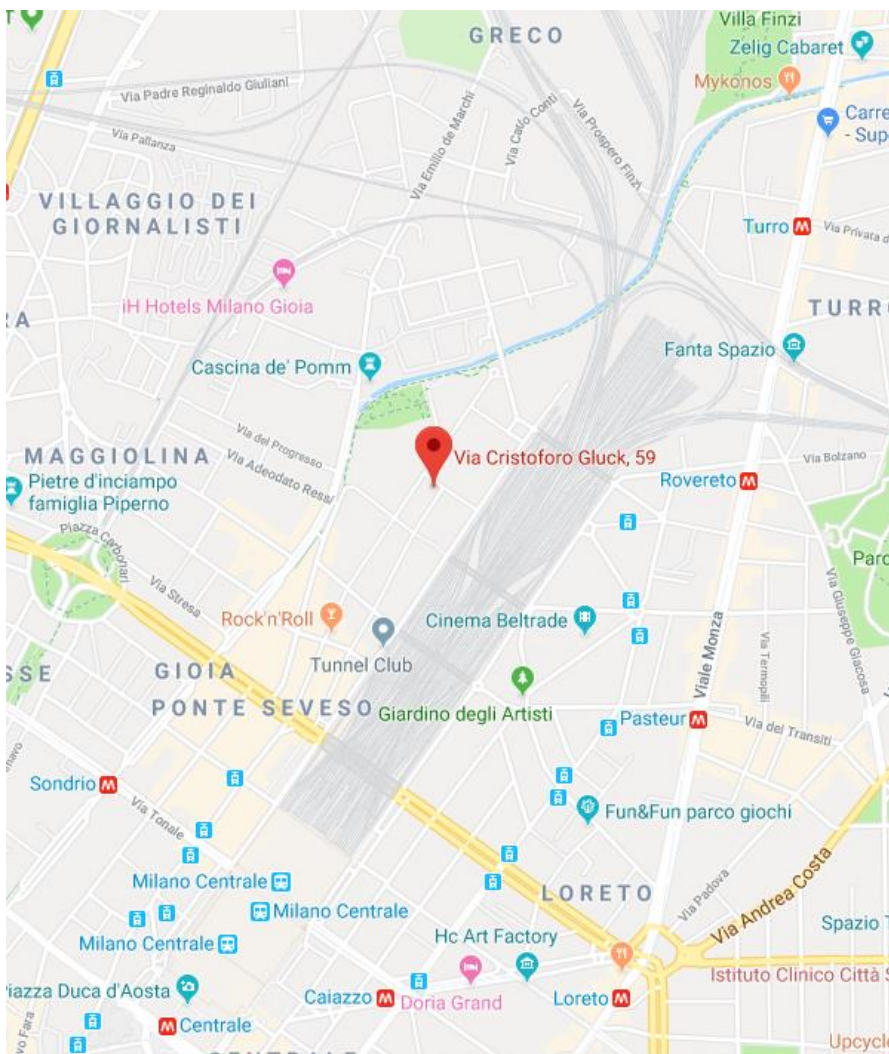 GRECO
Villa Finzi
Zelig Cabaret
Mykonos
Via Padre Reginaldo Giuliani
Via Pallanza
Via Emilio de Marchi
Via Carlo Conti
Via Prospero Finzi
Carre
- Supe
VILLAGGIO DEI
GIORNALISTI
Turro
Via Privata d
iH Hotels Milano Gioia
RA
TURRO
Cascina de' Pomm
Fanta Spazio
Via del Progresso
MAGGIOLINA
Via Adeodato Ressi
Via Cristoforo Gluck, 59
Via Bolzano
Pietre d'inciampo
famiglia Piperno
Rovereto
Piazza Carbonari
Via Stresa
Parc
Via Giuseppe Giacosa
Rock'n'Roll
Cinema Beltrade
Tunnel Club
Viale Monza
Via Termopili
SSE
GIOIA
PONTE SEVESO
Giardino degli Artisti
Pasteur
Via dei Transiti
Sondrio
Via Tonale
Fun&Fun parco giochi
Milano Centrale
Milano Centrale
LORETO
Via Padova
Via Andrea Costa
Milano Centrale
Hc Art Factory
Spazio T
Piazza Duca d'Aosta
Caiazzo
Doria Grand
Loreto
Istituto Clinico Città S
Centrale
vo Fara
CENTRALE
Upcycl